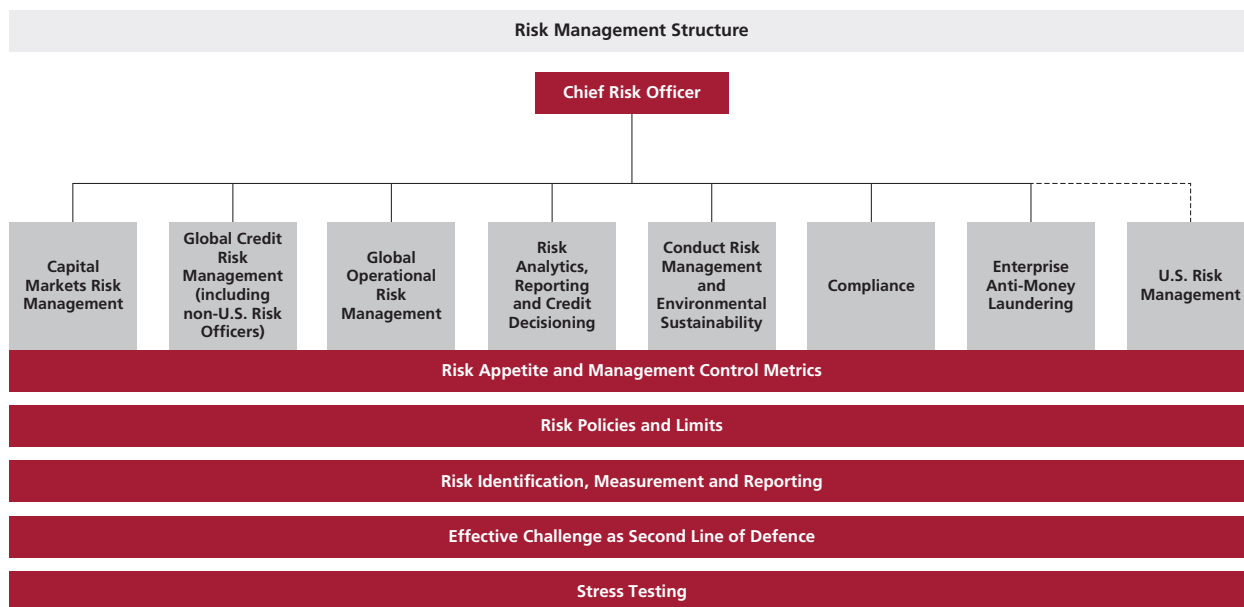 Risk Management Structure
Chief Risk Officer
Capital
Markets Risk
Management
Global Credit
Risk
Management
(including
non-U.S. Risk
Officers)
Global
Operational
Risk
Management
Risk
Analytics,
Reporting
and Credit
Decisioning
Conduct Risk
Management
and
Environmental
Sustainability
Compliance
Enterprise
Anti-Money
Laundering
U.S. Risk
Management
Risk Appetite and Management Control Metrics
Risk Policies and Limits
Risk Identification, Measurement and Reporting
Effective Challenge as Second Line of Defence
Stress Testing